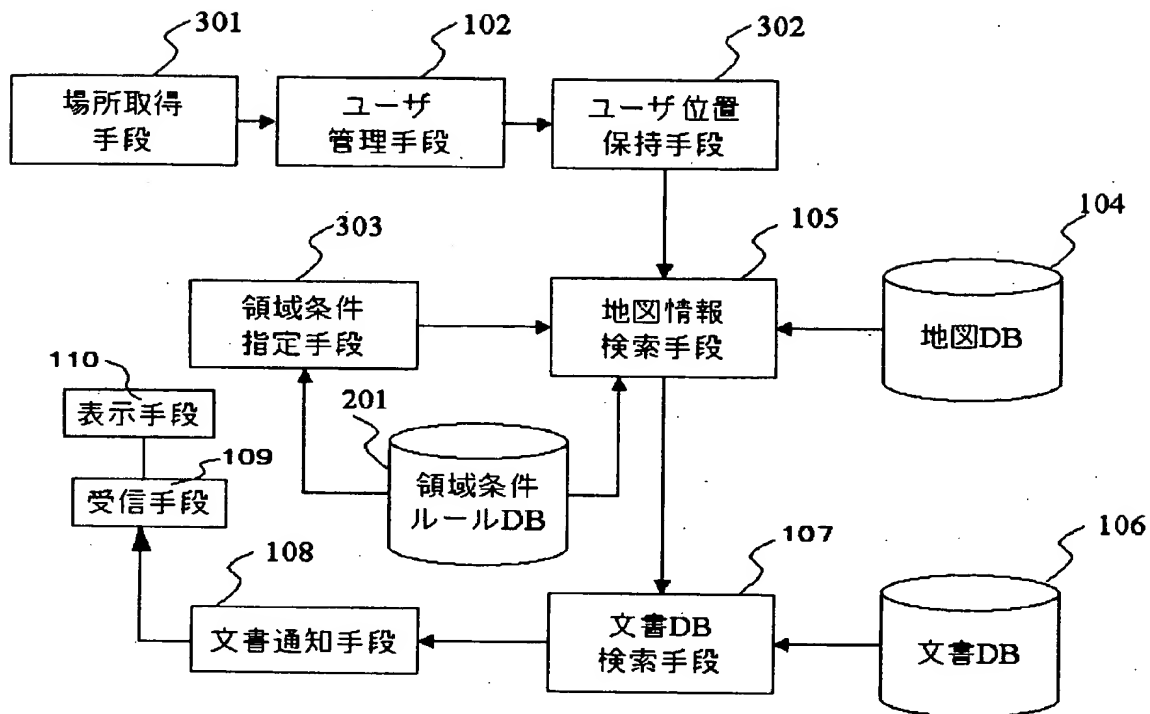 301
102
302
場所取得
手段
ユーザ
管理手段
ユーザ位置
保持手段
303
105
104
領域条件
指定手段
地図情報
検索手段
地図DB
110
表示手段
201
109
領域条件
ルールDB
受信手段
108
107
106
文書通知手段
文書DB
検索手段
文書DB